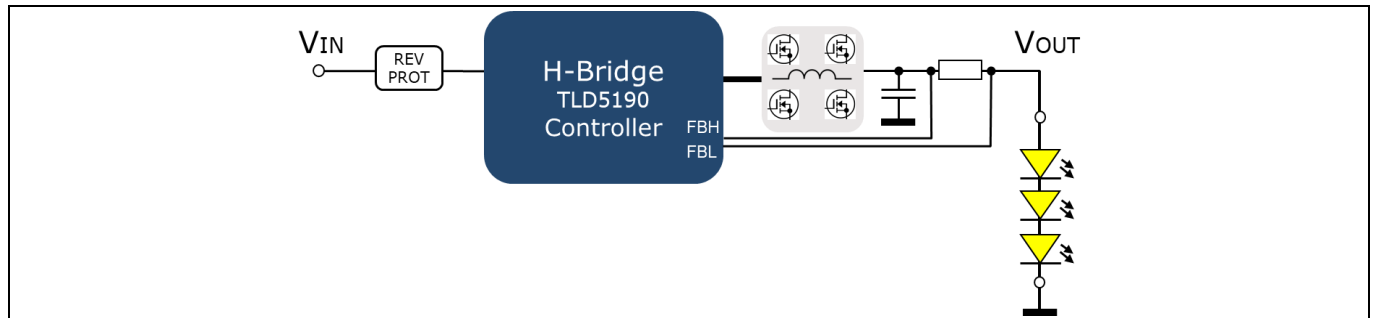 VIN
REV
PROT
H-Bridge
TLD5190
Controller
FBH
FBL
VOUT